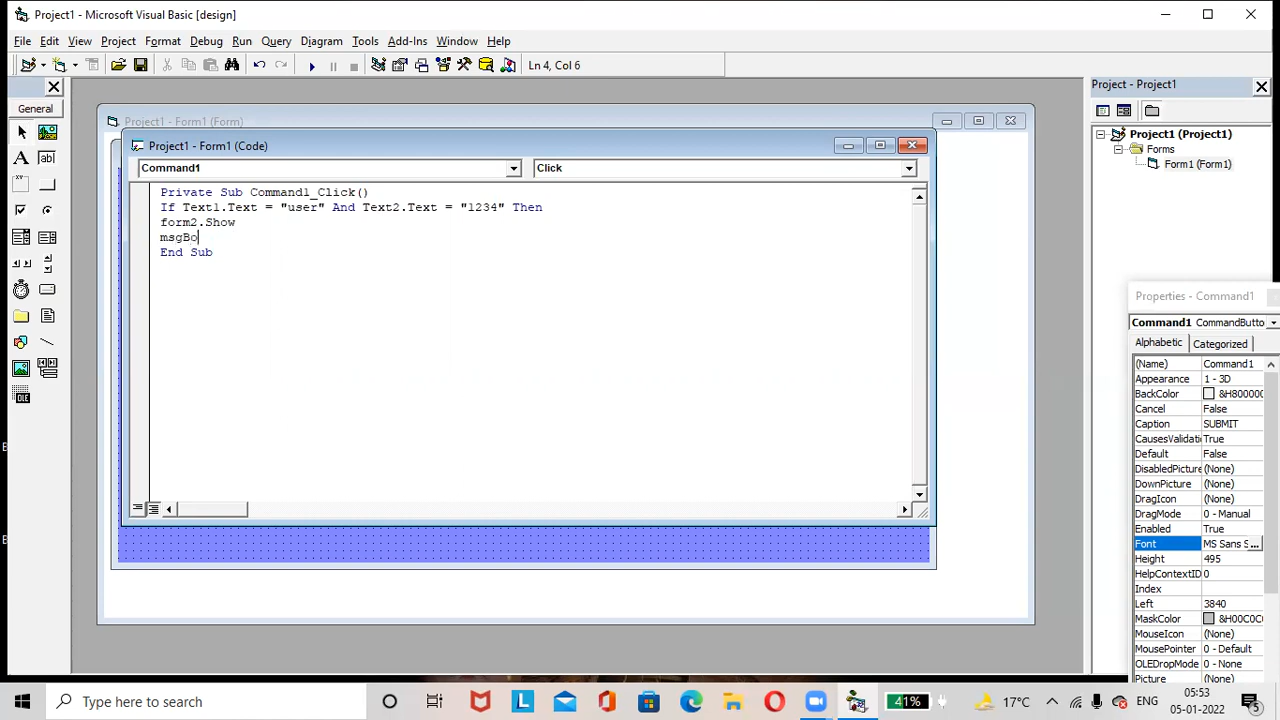 Project1 - Microsoft Visual Basic [design]
File Edit View Project Format Debug Run Query Diagram Tools Add-Ins Window Help
Ln 4, Col 6
General
Project1 - Form1 (Form)
Project1 - Form1 (Code)
Command1
Click
Private Sub Command1_Click()
If Text1.Text = "user" And Text2.Text = "1234" Then
form2.Show
msgBo
End Sub
Project - Project1
Project1 (Project1)
Forms
Form1 (Form1)
Properties - Command1
Command1 CommandButto
Alphabetic Categorized
(Name) Command1
Appearance 1 - 3D
BackColor &H800000
Cancel False
Caption SUBMIT
CausesValidati True
Default False
DisabledPicture (None)
DownPicture (None)
DragIcon (None)
DragMode 0 - Manual
Enabled True
Font MS Sans S ...
Height 495
HelpContextID 0
Index
Left 3840
MaskColor &H00C0C
MouseIcon (None)
MousePointer 0 - Default
OLEDropMode 0 - None
Picture (None)
Type here to search
41%
17°C
ENG
05:53
05-01-2022
5